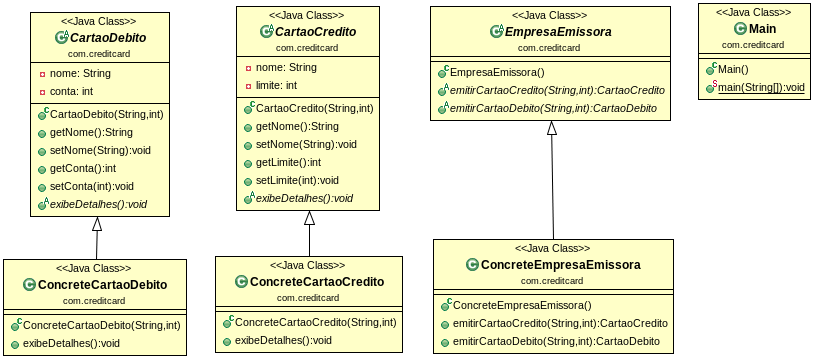 <<Java Class>>
CartaoDebito
com.creditcard
nome: String
conta: int
CartaoDebito(String,int)
getNome():String
setNome(String):void
getConta():int
setConta(int):void
exibeDetalhes():void
<<Java Class>>
CartaoCredito
com.creditcard
nome: String
limite: int
CartaoCredito(String,int)
getNome():String
setNome(String):void
getLimite():int
setLimite(int):void
exibeDetalhes():void
<<Java Class>>
EmpresaEmissora
com.creditcard
EmpresaEmissora()
emitirCartaoCredito(String,int):CartaoCredito
emitirCartaoDebito(String,int):CartaoDebito
<<Java Class>>
Main
com.creditcard
Main()
main(String[]):void
<<Java Class>>
ConcreteCartaoDebito
com.creditcard
ConcreteCartaoDebito(String,int)
exibeDetalhes():void
<<Java Class>>
ConcreteCartaoCredito
com.creditcard
ConcreteCartaoCredito(String,int)
exibeDetalhes():void
<<Java Class>>
ConcreteEmpresaEmissora
com.creditcard
ConcreteEmpresaEmissora()
emitirCartaoCredito(String,int):CartaoCredito
emitirCartaoDebito(String,int):CartaoDebito